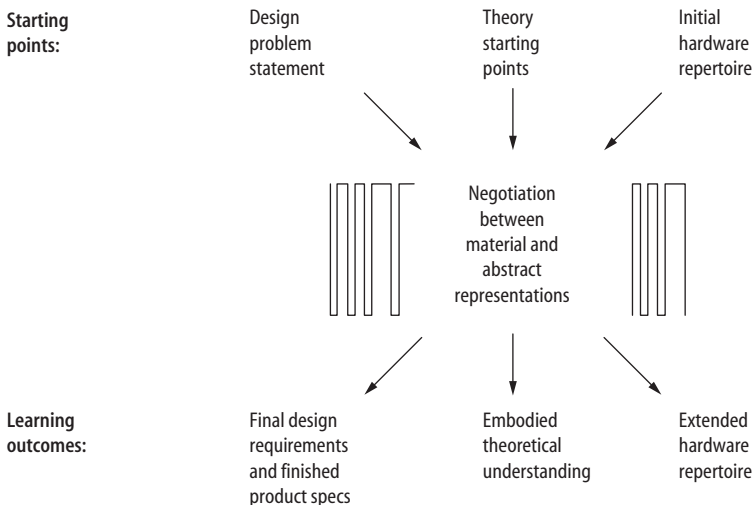 Starting
points:
Design
problem
statement
Theory
starting
points
Initial
hardware
repertoire
Negotiation
between
material and
abstract
representations
Learning
outcomes:
Final design
requirements
and finished
product specs
Embodied
theoretical
understanding
Extended
hardware
repertoire